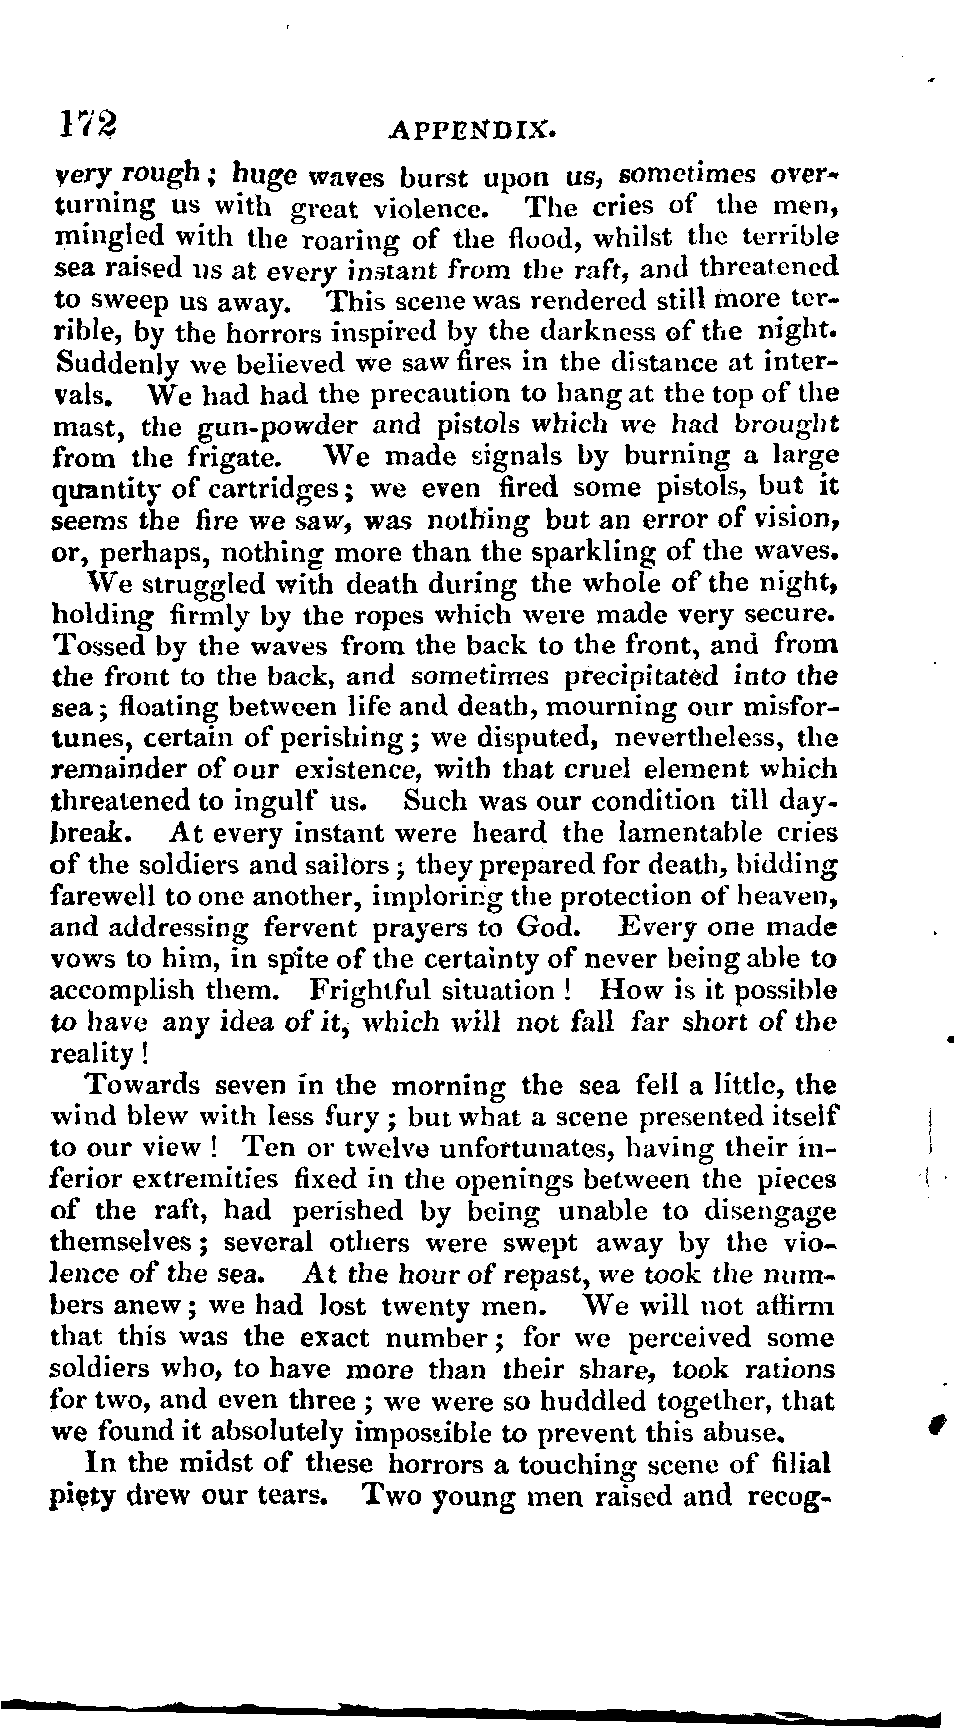 172 APPENDIX.
very rough; huge waves burst upon us, sometimes over-
turning us with great violence. The cries of the men,
mingled with the roaring of the flood, whilst the terrible
sea raised us at every instant from the raft, and threatened
to sweep us away. This scene was rendered still more ter-
rible, by the horrors inspired by the darkness of the night.
Suddenly we believed we saw fires in the distance at inter-
vals. We had had the precaution to hang at the top of the
mast, the gun-powder and pistols which we had brought
from the frigate. We made signals by burning a large
quantity of cartridges; we even fired some pistols, but it
seems the fire we saw, was nothing but an error of vision,
or, perhaps, nothing more than the sparkling of the waves.
We struggled with death during the whole of the night,
holding firmly by the ropes which were made very secure.
Tossed by the waves from the back to the front, and from
the front to the back, and sometimes precipitated into the
sea; floating between life and death, mourning our misfor-
tunes, certain of perishing; we disputed, nevertheless, the
remainder of our existence, with that cruel element which
threatened to ingulf us. Such was our condition till day-
break. At every instant were heard the lamentable cries
of the soldiers and sailors; they prepared for death, bidding
farewell to one another, imploring the protection of heaven,
and addressing fervent prayers to God. Every one made
vows to him, in spite of the certainty of never being able to
accomplish them. Frightful situation! How is it possible
to have any idea of it, which will not fall far short of the
reality!
Towards seven in the morning the sea fell a little, the
wind blew with less fury; but what a scene presented itself
to our view! Ten or twelve unfortunates, having their in-
ferior extremities fixed in the openings between the pieces
of the raft, had perished by being unable to disengage
themselves; several others were swept away by the vio-
lence of the sea. At the hour of repast, we took the num-
bers anew; we had lost twenty men. We will not affirm
that this was the exact number; for we perceived some
soldiers who, to have more than their share, took rations
for two, and even three; we were so huddled together, that
we found it absolutely impossible to prevent this abuse.
In the midst of these horrors a touching scene of filial
piety drew our tears. Two young men raised and recog-